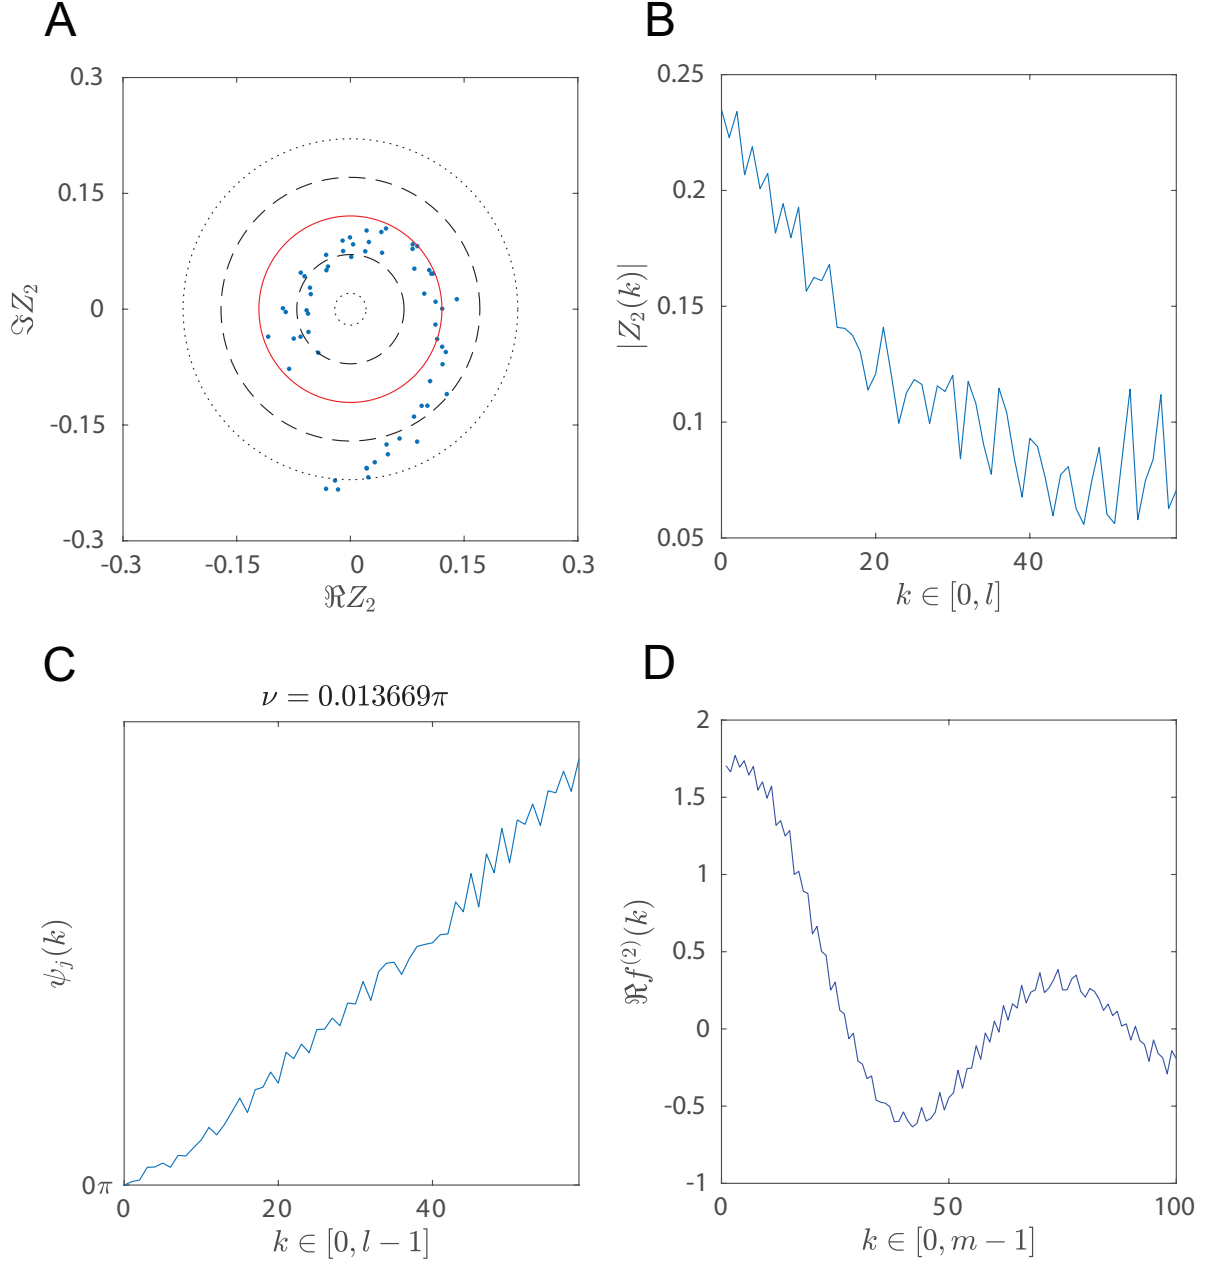 A
0.3
0.15
0
-0.15
-0.3
-0.3
-0.15
0
0.15
0.3
ℑZ₂
ℜZ₂
B
0.25
0.2
0.15
0.1
0.05
0
20
40
|Z₂(k)|
k ∈ [0, l]
C
ν = 0.013669π
0π
0
20
40
ψⱼ(k)
k ∈ [0, l − 1]
D
2
1.5
1
0.5
0
-0.5
-1
0
50
100
ℜf⁽²⁾(k)
k ∈ [0, m − 1]